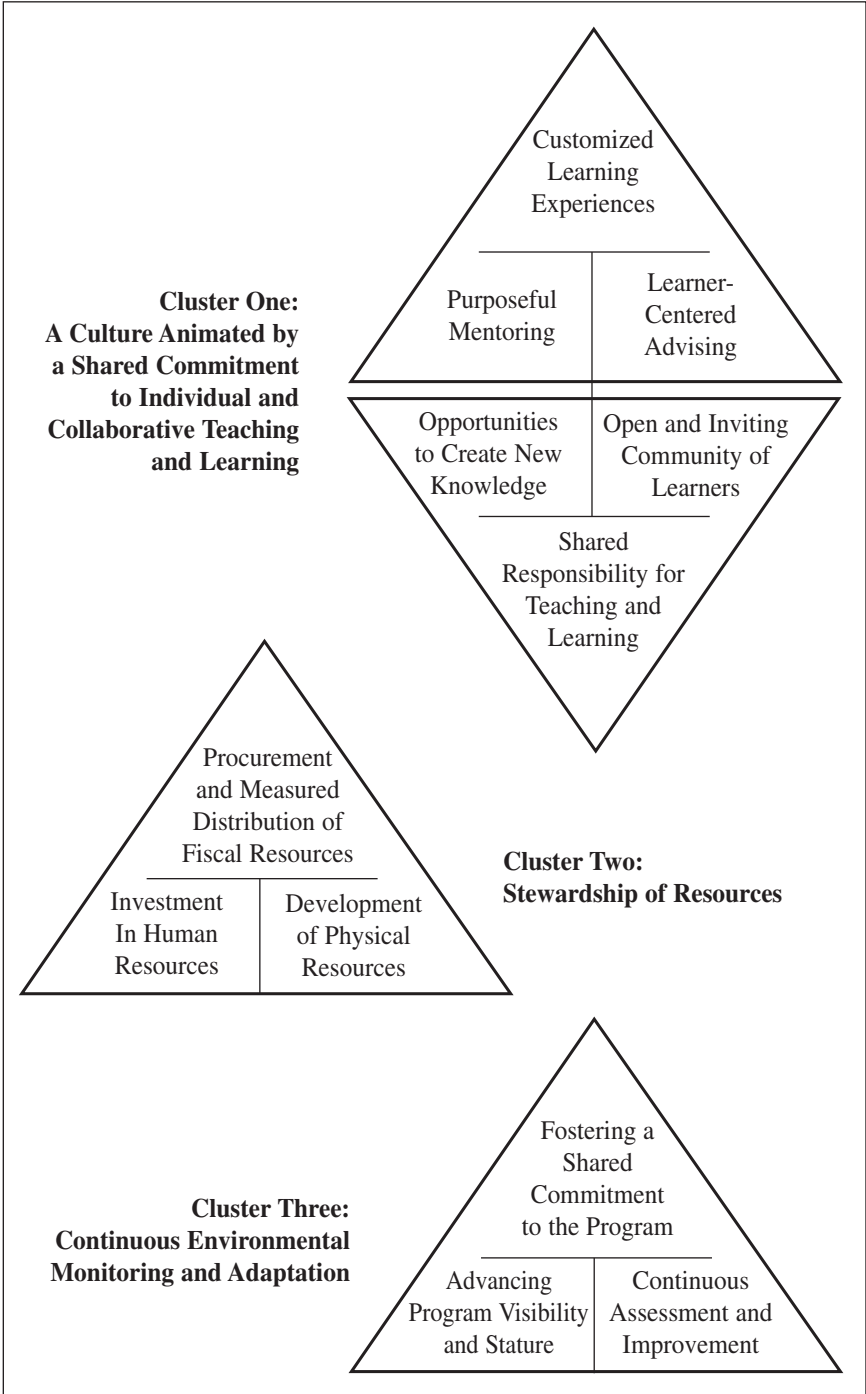 Customized
Learning
Experiences
Purposeful
Mentoring
Learner-
Centered
Advising
Cluster One:
A Culture Animated by
a Shared Commitment
to Individual and
Collaborative Teaching
and Learning
Opportunities
to Create New
Knowledge
Open and Inviting
Community of
Learners
Shared
Responsibility for
Teaching and
Learning
Procurement
and Measured
Distribution of
Fiscal Resources
Investment
In Human
Resources
Development
of Physical
Resources
Cluster Two:
Stewardship of Resources
Fostering a
Shared
Commitment
to the Program
Cluster Three:
Continuous Environmental
Monitoring and Adaptation
Advancing
Program Visibility
and Stature
Continuous
Assessment and
Improvement